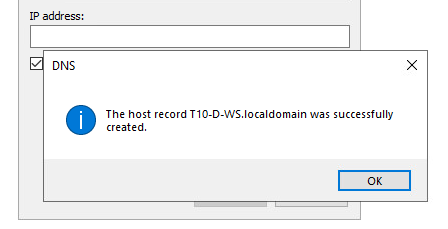 IP address:
DNS
The host record T10-D-WS.localdomain was successfully
created.
OK